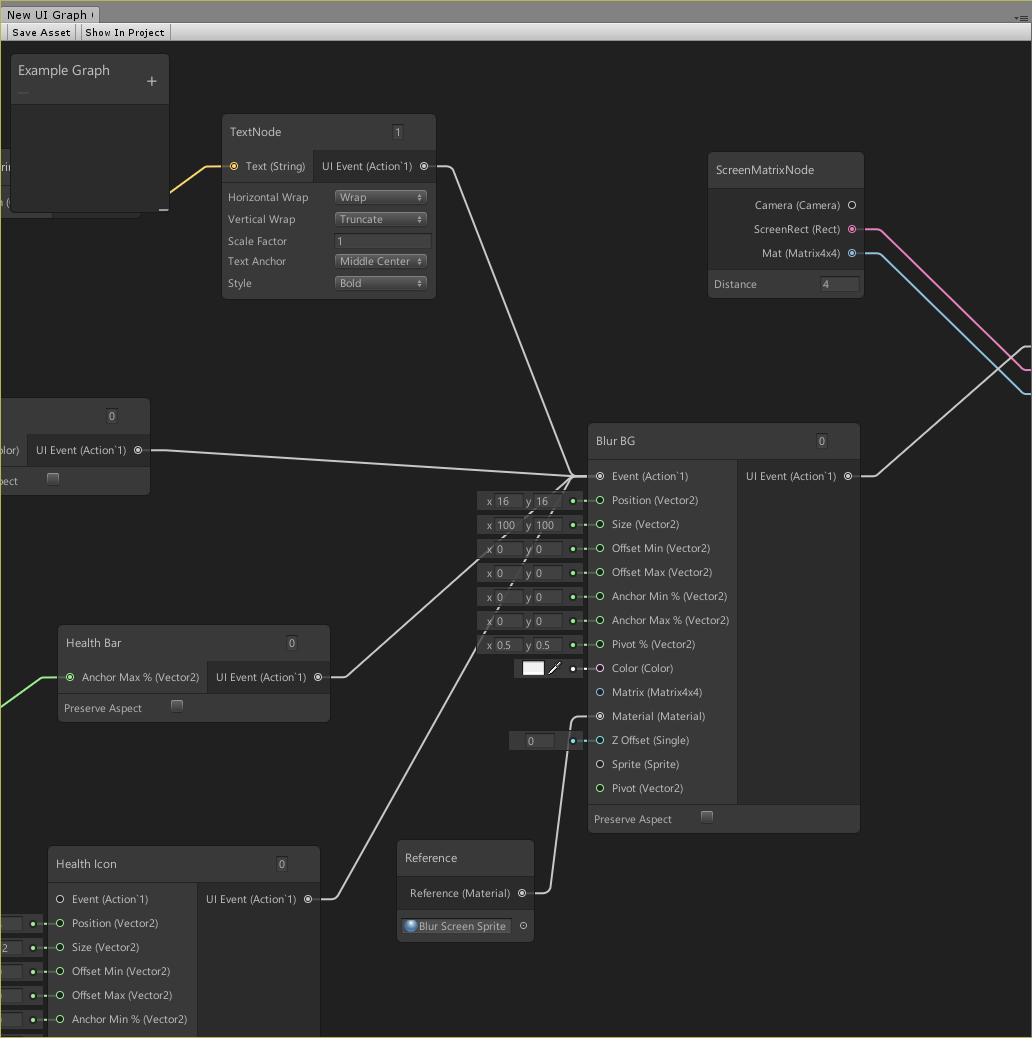 New UI Graph
Save Asset
Show In Project
Example Graph
+
TextNode
1
Text (String)
UI Event (Action`1)
Horizontal Wrap
Wrap
Vertical Wrap
Truncate
Scale Factor
1
Text Anchor
Middle Center
Style
Bold
ScreenMatrixNode
Camera (Camera)
ScreenRect (Rect)
Mat (Matrix4x4)
Distance
4
0
UI Event (Action`1)
Blur BG
0
Event (Action`1)
UI Event (Action`1)
x 16 y 16
Position (Vector2)
x 100 y 100
Size (Vector2)
x 0 y 0
Offset Min (Vector2)
x 0 y 0
Offset Max (Vector2)
x 0 y 0
Anchor Min % (Vector2)
x 0 y 0
Anchor Max % (Vector2)
x 0.5 y 0.5
Pivot % (Vector2)
Color (Color)
Matrix (Matrix4x4)
Material (Material)
0
Z Offset (Single)
Sprite (Sprite)
Pivot (Vector2)
Preserve Aspect
Health Bar
0
Anchor Max % (Vector2)
UI Event (Action`1)
Preserve Aspect
Reference
Reference (Material)
Blur Screen Sprite
Health Icon
0
Event (Action`1)
UI Event (Action`1)
Position (Vector2)
2
Size (Vector2)
Offset Min (Vector2)
Offset Max (Vector2)
Anchor Min % (Vector2)